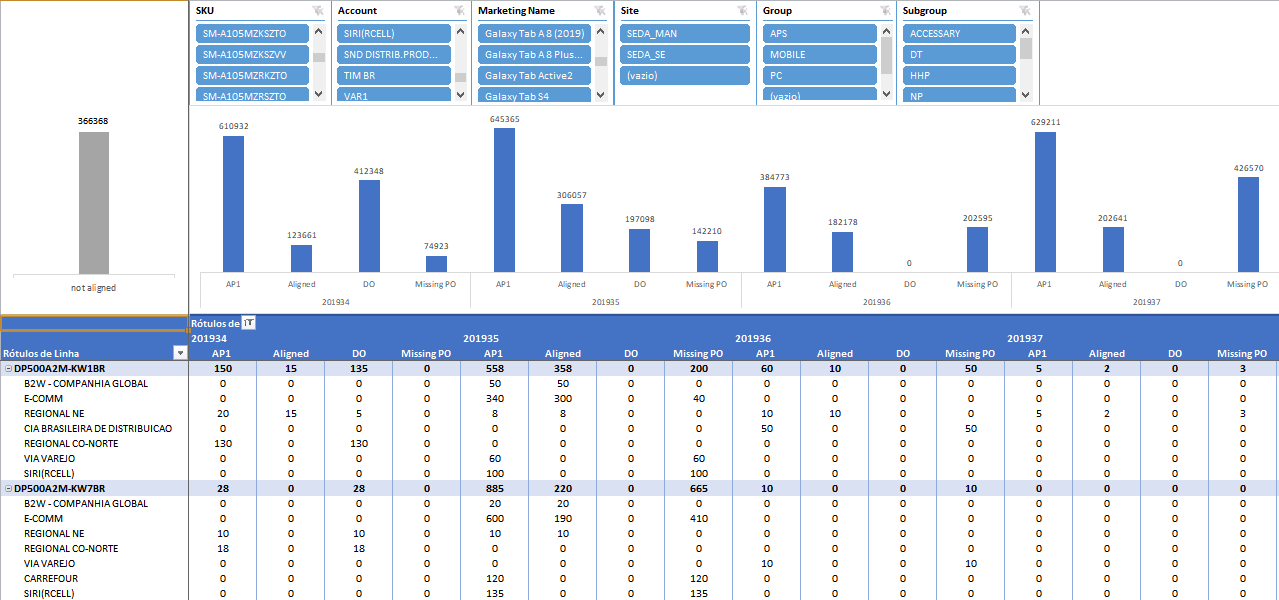 SKU Account Marketing Name Site Group Subgroup
SM-A105MZKSZTO SIRI(RCELL) Galaxy Tab A 8 (2019) SEDA_MAN APS ACCESSARY
SM-A105MZKSZVV SND DISTRIB.PROD... Galaxy Tab A 8 Plus... SEDA_SE MOBILE DT
SM-A105MZRKZTO TIM BR Galaxy Tab Active2 (vazio) PC HHP
SM-A105MZRSZTO VAR1 Galaxy Tab S4 (vazio) NP
366368
not aligned
610932 123661 412348 74923 645365 306057 197098 142210 384773 182178 0 202595 629211 202641 0 426570
AP1 Aligned DO Missing PO AP1 Aligned DO Missing PO AP1 Aligned DO Missing PO AP1 Aligned DO Missing PO
201934 201935 201936 201937
Rótulos de
201934 201935 201936 201937
Rótulos de Linha AP1 Aligned DO Missing PO AP1 Aligned DO Missing PO AP1 Aligned DO Missing PO AP1 Aligned DO Missing PO
DP500A2M-KW1BR 150 15 135 0 558 358 0 200 60 10 0 50 5 2 0 3
B2W - COMPANHIA GLOBAL 0 0 0 0 50 50 0 0 0 0 0 0 0 0 0 0
E-COMM 0 0 0 0 340 300 0 40 0 0 0 0 0 0 0 0
REGIONAL NE 20 15 5 0 8 8 0 0 10 10 0 0 5 2 0 3
CIA BRASILEIRA DE DISTRIBUICAO 0 0 0 0 0 0 0 0 50 0 0 50 0 0 0 0
REGIONAL CO-NORTE 130 0 130 0 0 0 0 0 0 0 0 0 0 0 0 0
VIA VAREJO 0 0 0 0 60 0 0 60 0 0 0 0 0 0 0 0
SIRI(RCELL) 0 0 0 0 100 0 0 100 0 0 0 0 0 0 0 0
DP500A2M-KW7BR 28 0 28 0 885 220 0 665 10 0 0 10 0 0 0 0
B2W - COMPANHIA GLOBAL 0 0 0 0 20 20 0 0 0 0 0 0 0 0 0 0
E-COMM 0 0 0 0 600 190 0 410 0 0 0 0 0 0 0 0
REGIONAL NE 10 0 10 0 10 10 0 0 0 0 0 0 0 0 0 0
REGIONAL CO-NORTE 18 0 18 0 0 0 0 0 0 0 0 0 0 0 0 0
VIA VAREJO 0 0 0 0 0 0 0 0 10 0 0 10 0 0 0 0
CARREFOUR 0 0 0 0 120 0 0 120 0 0 0 0 0 0 0 0
SIRI(RCELL) 0 0 0 0 135 0 0 135 0 0 0 0 0 0 0 0